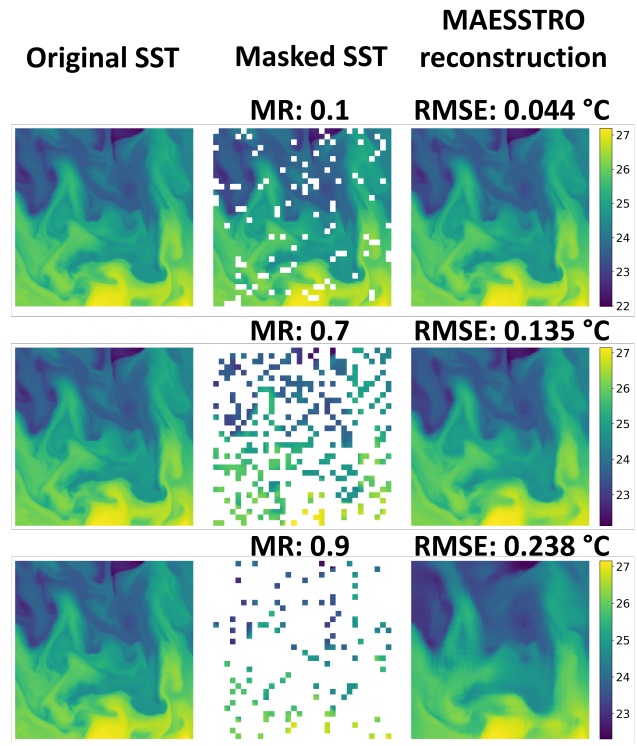 Original SST
Masked SST
MAESSTRO
reconstruction
MR: 0.1
RMSE: 0.044 °C
27
26
25
24
23
22
MR: 0.7
RMSE: 0.135 °C
27
26
25
24
23
MR: 0.9
RMSE: 0.238 °C
27
26
25
24
23